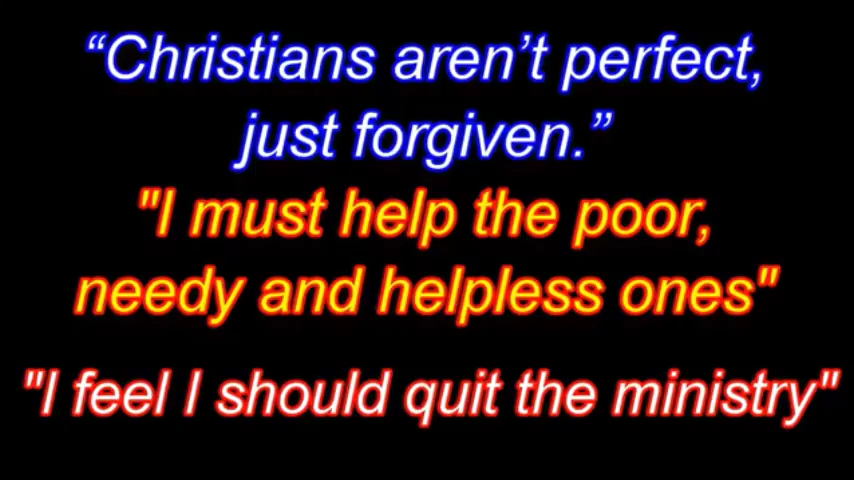 “Christians aren’t perfect,
just forgiven.”
"I must help the poor,
needy and helpless ones"
"I feel I should quit the ministry"